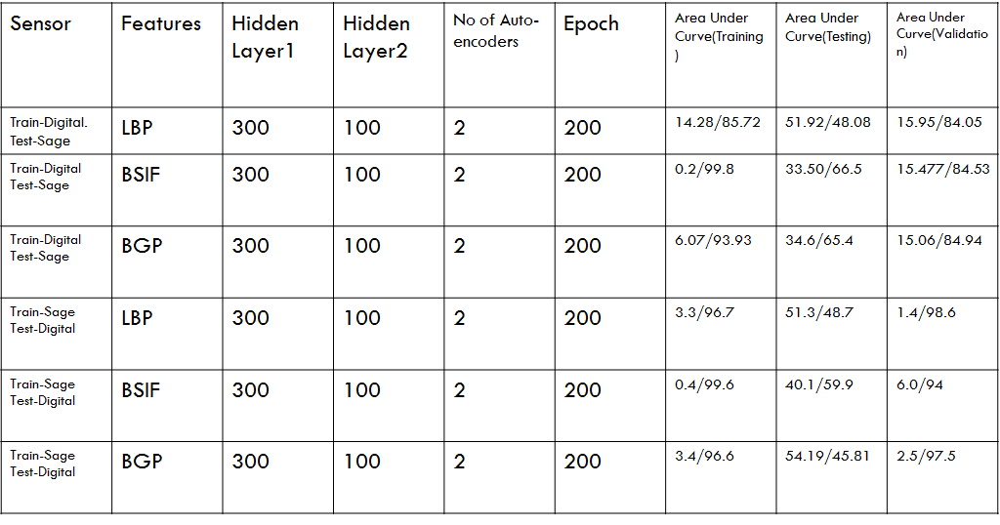 Sensor Features Hidden Layer1 Hidden Layer2 No of Auto-encoders Epoch Area Under Curve(Training) Area Under Curve(Testing) Area Under Curve(Validation)
Train-Digital. Test-Sage LBP 300 100 2 200 14.28/85.72 51.92/48.08 15.95/84.05
Train-Digital Test-Sage BSIF 300 100 2 200 0.2/99.8 33.50/66.5 15.477/84.53
Train-Digital Test-Sage BGP 300 100 2 200 6.07/93.93 34.6/65.4 15.06/84.94
Train-Sage Test-Digital LBP 300 100 2 200 3.3/96.7 51.3/48.7 1.4/98.6
Train-Sage Test-Digital BSIF 300 100 2 200 0.4/99.6 40.1/59.9 6.0/94
Train-Sage Test-Digital BGP 300 100 2 200 3.4/96.6 54.19/45.81 2.5/97.5